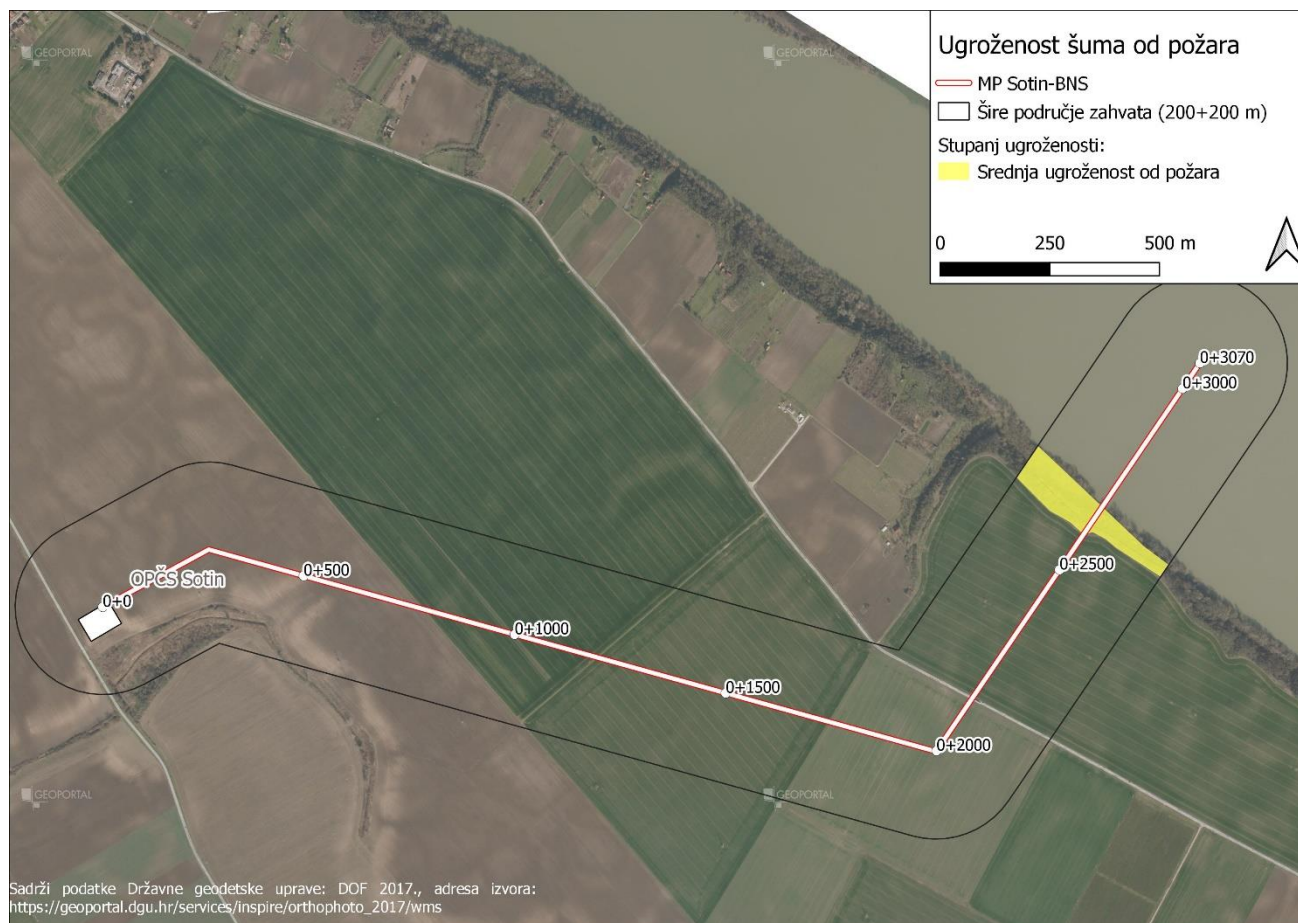 GEOPORTAL
GEOPORTAL
Ugroženost šuma od požara
MP Sotin-BNS
Šire područje zahvata (200+200 m)
Stupanj ugroženosti:
Srednja ugroženost od požara
0 250 500 m
0+3070
0+3000
0+2500
0+500
OPČS Sotin
0+0
0+1000
0+1500
0+2000
GEOPORTAL
GEOPORTAL
Sadrži podatke Državne geodetske uprave: DOF 2017., adresa izvora:
https://geoportal.dgu.hr/services/inspire/orthophoto_2017/wms